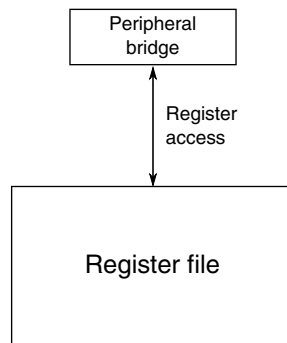 Peripheral
bridge
Register
access
Register file